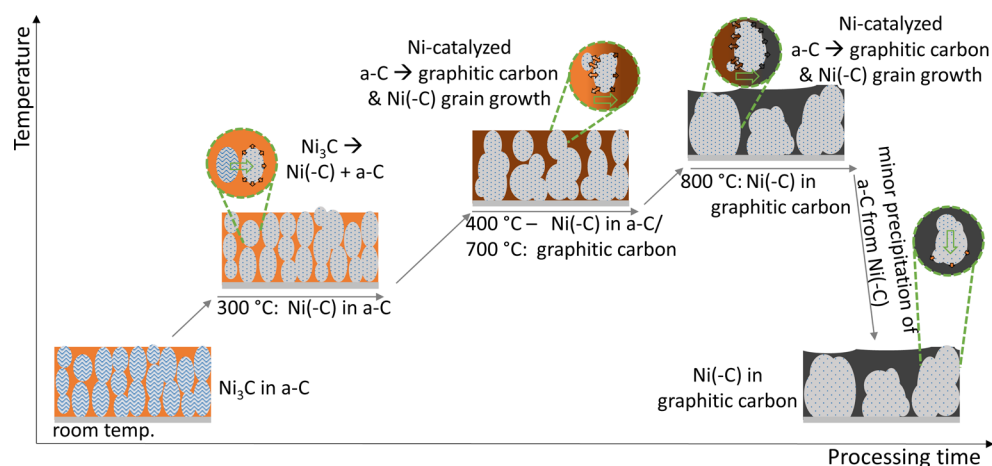 Temperature
Ni-catalyzed
a-C → graphitic carbon
& Ni(-C) grain growth
Ni-catalyzed
a-C → graphitic carbon
& Ni(-C) grain growth
Ni₃C →
Ni(-C) + a-C
800 °C: Ni(-C) in
graphitic carbon
400 °C – Ni(-C) in a-C/
700 °C: graphitic carbon
300 °C: Ni(-C) in a-C
minor precipitation of
a-C from Ni(-C)
Ni₃C in a-C
Ni(-C) in
graphitic carbon
room temp.
Processing time